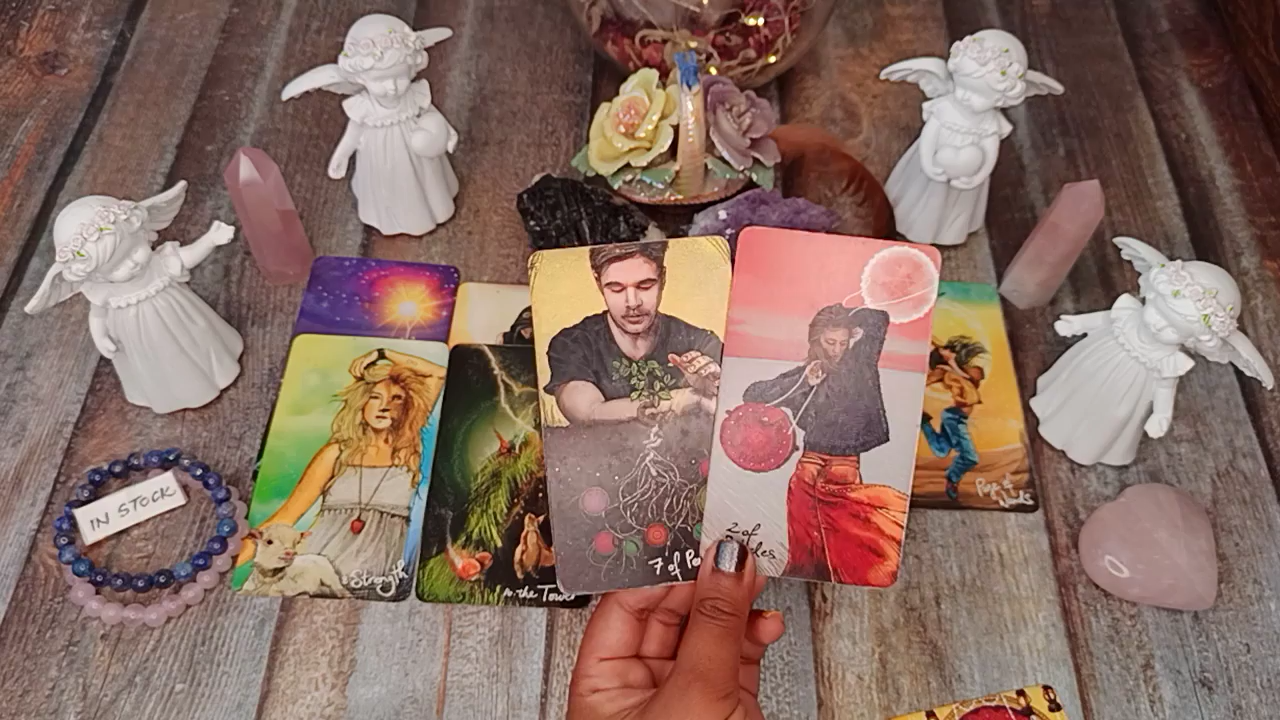 IN STOCK
Strength
the Tower
7 of Pe
2 of
Page of
Wands